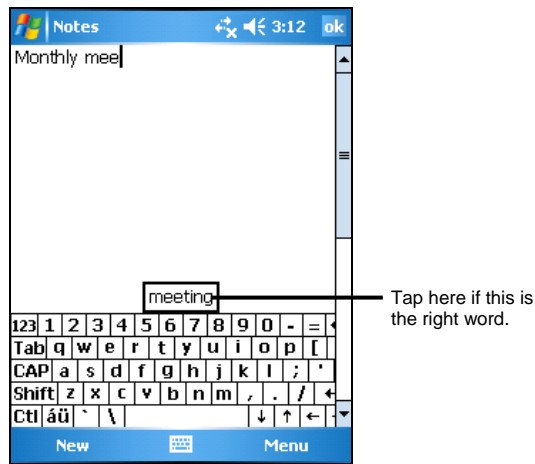 Notes 3:12 ok
Monthly mee
meeting
Tap here if this is
the right word.
123 1 2 3 4 5 6 7 8 9 0 - =
Tab q w e r t y u i o p [
CAP a s d f g h j k l ; '
Shift z x c v b n m , . /
Ctl áü ` \ ↓ ↑ ←
New Menu